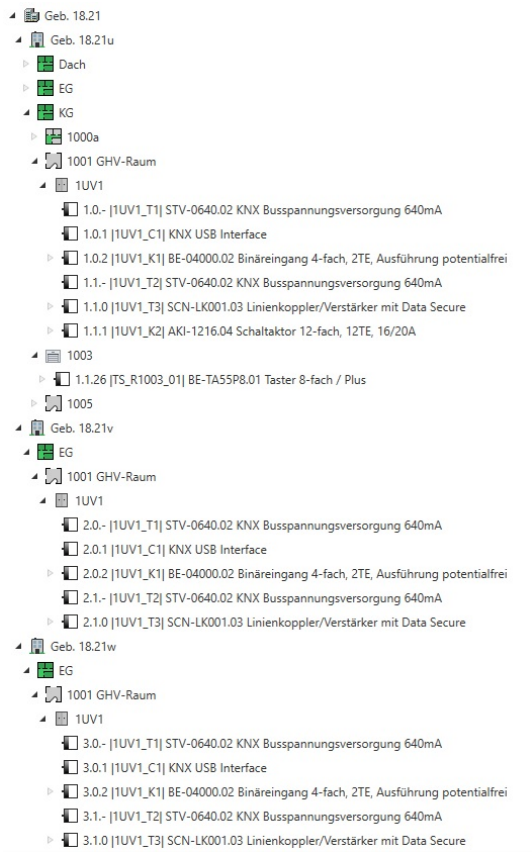 Geb. 18.21
Geb. 18.21u
Dach
EG
KG
1000a
1001 GHV-Raum
1UV1
1.0.- |1UV1_T1| STV-0640.02 KNX Busspannungsversorgung 640mA
1.0.1 |1UV1_C1| KNX USB Interface
1.0.2 |1UV1_K1| BE-04000.02 Binäreingang 4-fach, 2TE, Ausführung potentialfrei
1.1.- |1UV1_T2| STV-0640.02 KNX Busspannungsversorgung 640mA
1.1.0 |1UV1_T3| SCN-LK001.03 Linienkoppler/Verstärker mit Data Secure
1.1.1 |1UV1_K2| AKI-1216.04 Schaltaktor 12-fach, 12TE, 16/20A
1003
1.1.26 |TS_R1003_01| BE-TA55P8.01 Taster 8-fach / Plus
1005
Geb. 18.21v
EG
1001 GHV-Raum
1UV1
2.0.- |1UV1_T1| STV-0640.02 KNX Busspannungsversorgung 640mA
2.0.1 |1UV1_C1| KNX USB Interface
2.0.2 |1UV1_K1| BE-04000.02 Binäreingang 4-fach, 2TE, Ausführung potentialfrei
2.1.- |1UV1_T2| STV-0640.02 KNX Busspannungsversorgung 640mA
2.1.0 |1UV1_T3| SCN-LK001.03 Linienkoppler/Verstärker mit Data Secure
Geb. 18.21w
EG
1001 GHV-Raum
1UV1
3.0.- |1UV1_T1| STV-0640.02 KNX Busspannungsversorgung 640mA
3.0.1 |1UV1_C1| KNX USB Interface
3.0.2 |1UV1_K1| BE-04000.02 Binäreingang 4-fach, 2TE, Ausführung potentialfrei
3.1.- |1UV1_T2| STV-0640.02 KNX Busspannungsversorgung 640mA
3.1.0 |1UV1_T3| SCN-LK001.03 Linienkoppler/Verstärker mit Data Secure